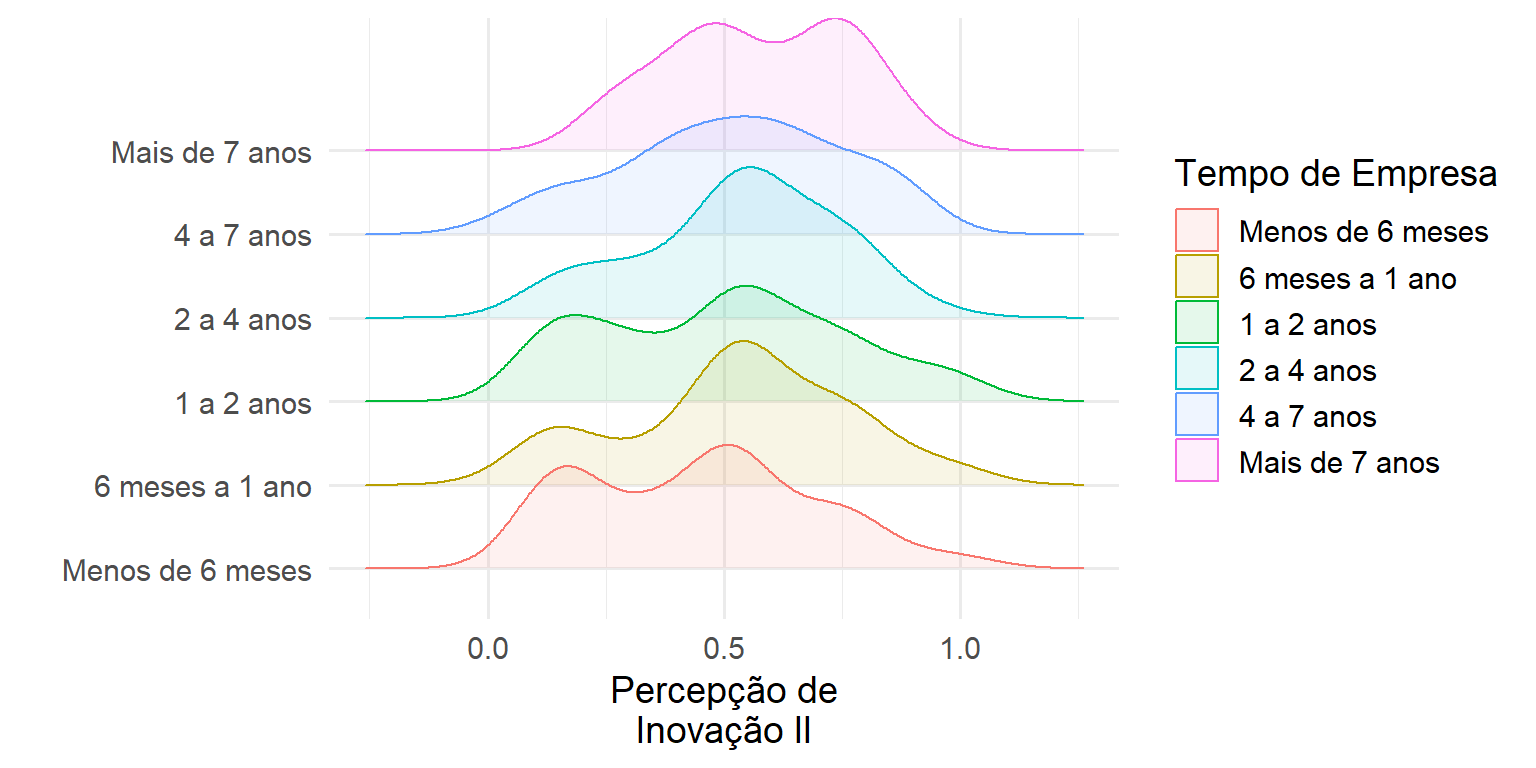 Mais de 7 anos
4 a 7 anos
2 a 4 anos
1 a 2 anos
6 meses a 1 ano
Menos de 6 meses
0.0
0.5
1.0
Percepção de
Inovação II
Tempo de Empresa
Menos de 6 meses
6 meses a 1 ano
1 a 2 anos
2 a 4 anos
4 a 7 anos
Mais de 7 anos